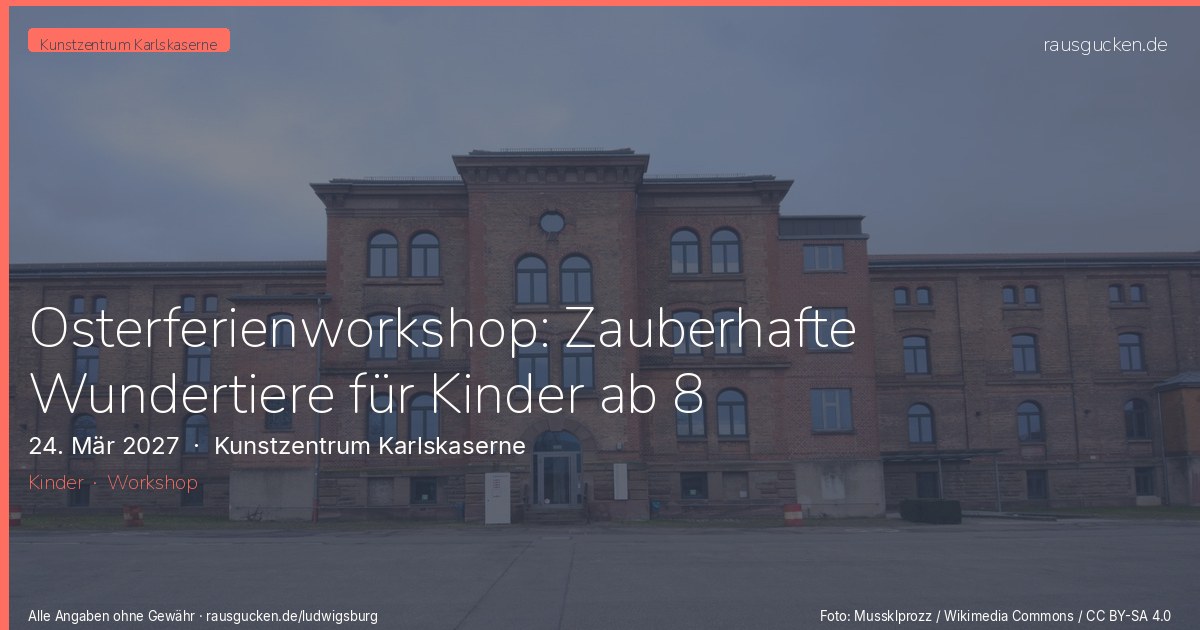 Kunstzentrum Karlskaserne
rausgucken.de
Osterferienworkshop: Zauberhafte
Wundertiere für Kinder ab 8
24. Mär 2027 · Kunstzentrum Karlskaserne
Kinder · Workshop
Alle Angaben ohne Gewähr · rausgucken.de/ludwigsburg
Foto: Mussklprozz / Wikimedia Commons / CC BY-SA 4.0